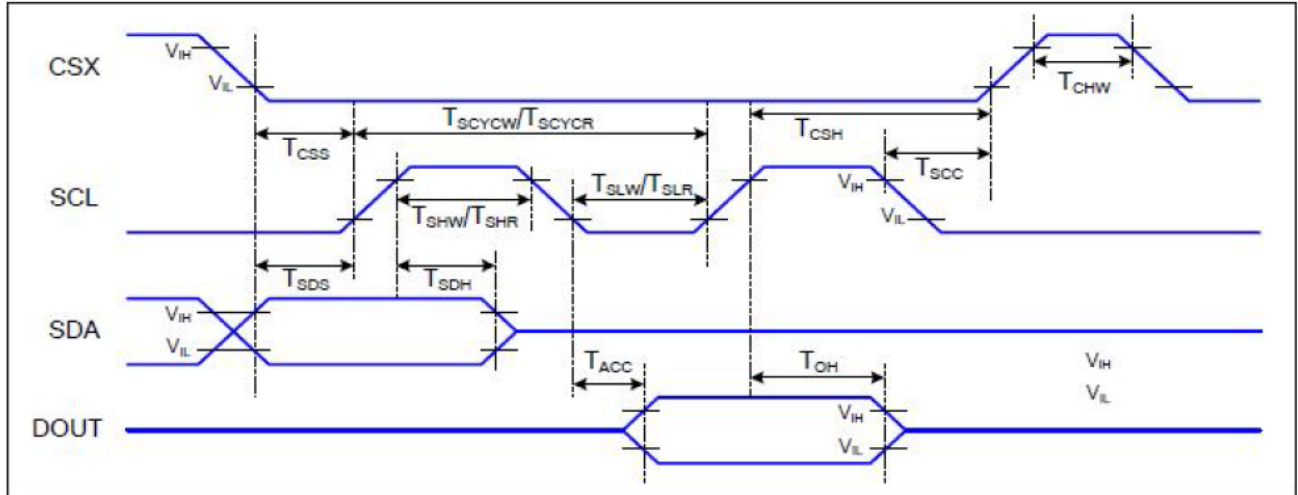 CSX
VIH
VIL
TCHW
TSCYCW/TSCYCR
TCSS
TCSH
TSCC
SCL
TSLW/TSLR
VIH
VIL
TSHW/TSHR
TSDS
TSDH
SDA
VIH
VIL
TACC
TOH
VIH
VIL
DOUT
VIH
VIL